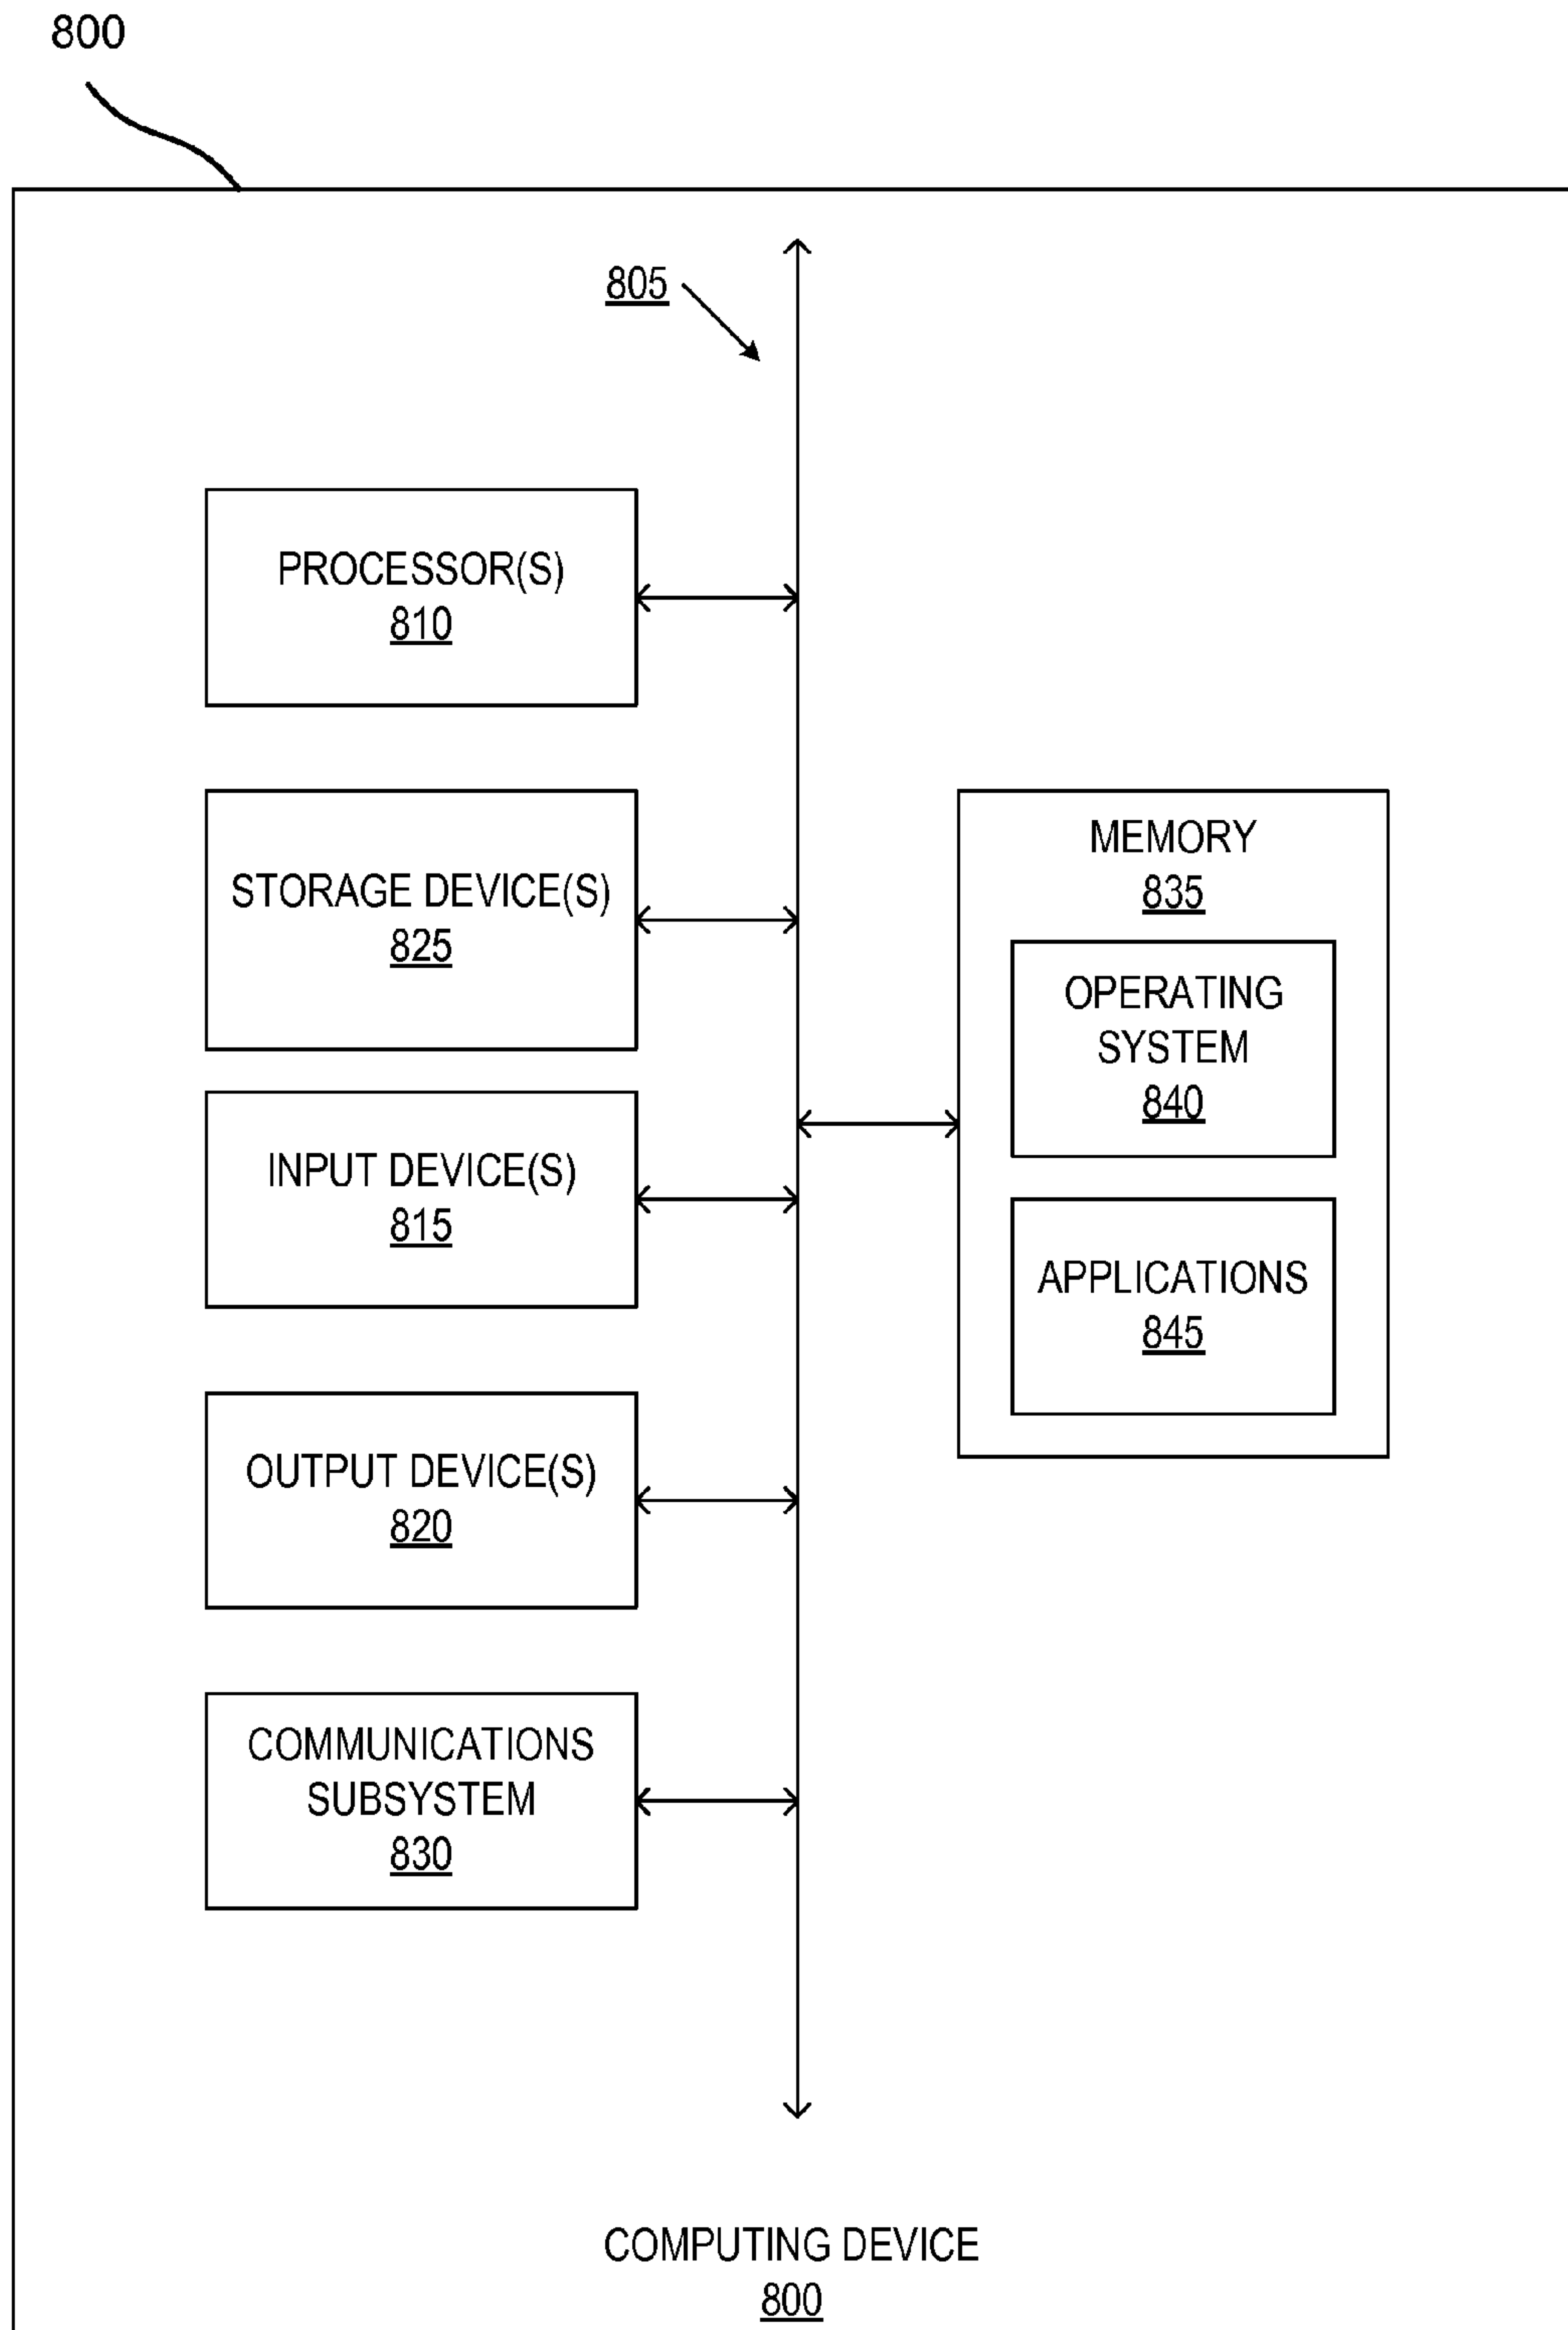 800
805
PROCESSOR(S)
810
STORAGE DEVICE(S)
825
INPUT DEVICE(S)
815
OUTPUT DEVICE(S)
820
COMMUNICATIONS
SUBSYSTEM
830
MEMORY
835
OPERATING
SYSTEM
840
APPLICATIONS
845
COMPUTING DEVICE
800